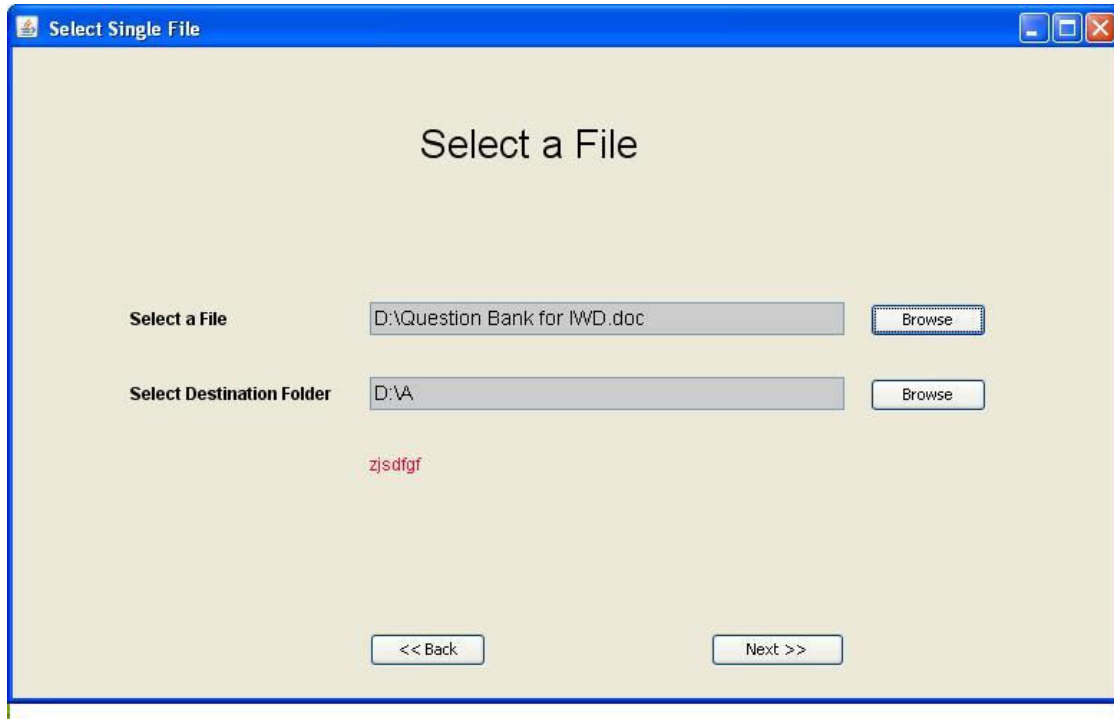 Select Single File
Select a File
Select a File D:\Question Bank for IWD.doc Browse
Select Destination Folder D:\A Browse
zjsdfgf
<< Back Next >>